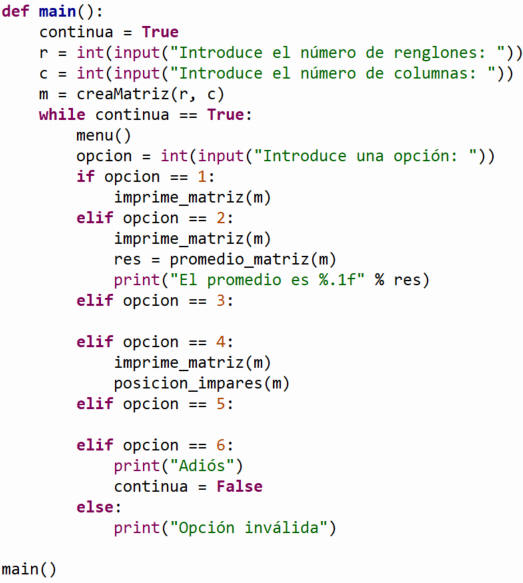 def main():
    continua = True
    r = int(input("Introduce el número de renglones: "))
    c = int(input("Introduce el número de columnas: "))
    m = creaMatriz(r, c)
    while continua == True:
        menu()
        opcion = int(input("Introduce una opción: "))
        if opcion == 1:
            imprime_matriz(m)
        elif opcion == 2:
            imprime_matriz(m)
            res = promedio_matriz(m)
            print("El promedio es %.1f" % res)
        elif opcion == 3:

        elif opcion == 4:
            imprime_matriz(m)
            posicion_impares(m)
        elif opcion == 5:

        elif opcion == 6:
            print("Adiós")
            continua = False
        else:
            print("Opción inválida")

main()